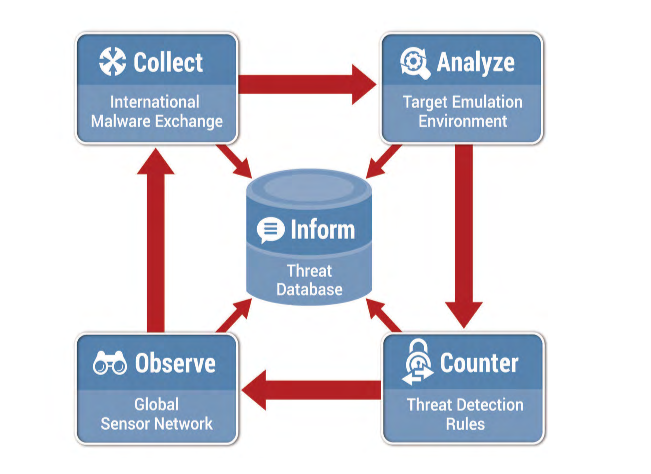 Collect
International
Malware Exchange
Analyze
Target Emulation
Environment
Inform
Threat
Database
Observe
Global
Sensor Network
Counter
Threat Detection
Rules